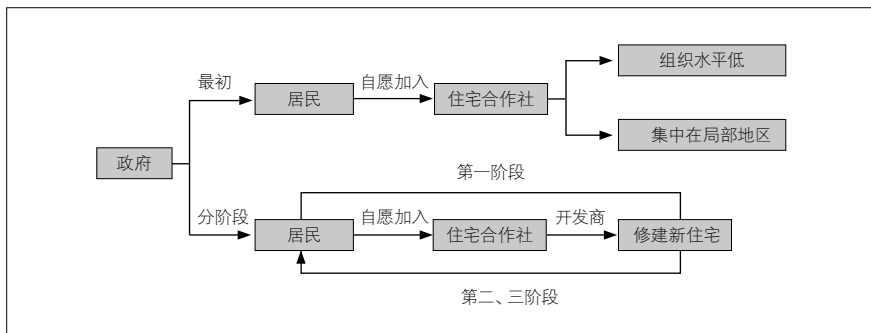 组织水平低
最初
自愿加入
居民
住宅合作社
集中在局部地区
政府
第一阶段
分阶段
自愿加入
开发商
居民
住宅合作社
修建新住宅
第二、三阶段